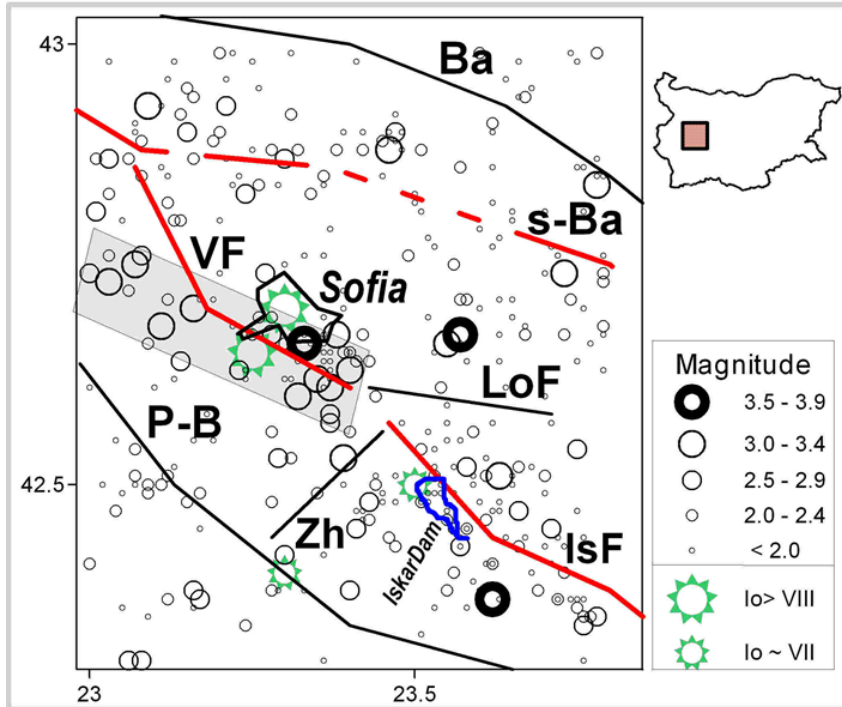 43
Ba
s-Ba
VF
Sofia
LoF
P-B
42.5
Zh
IskarDam
IsF
23
23.5
Magnitude
3.5 - 3.9
3.0 - 3.4
2.5 - 2.9
2.0 - 2.4
< 2.0
Io> VIII
Io ~ VII